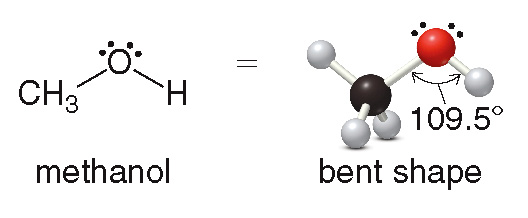 O
CH₃ H
=
109.5°
methanol
bent shape